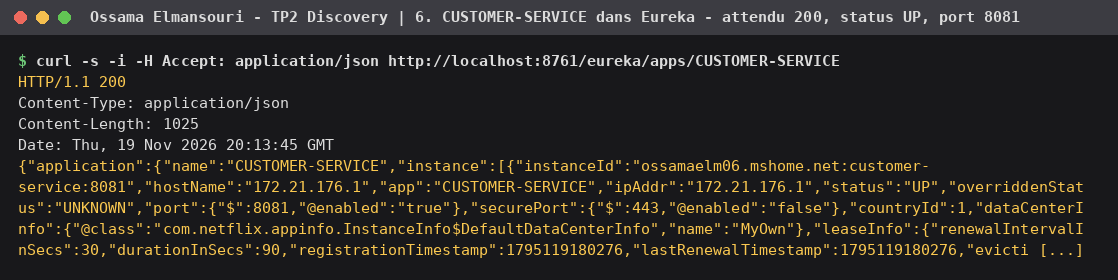 Ossama Elmansouri - TP2 Discovery | 6. CUSTOMER-SERVICE dans Eureka - attendu 200, status UP, port 8081
$ curl -s -i -H Accept: application/json http://localhost:8761/eureka/apps/CUSTOMER-SERVICE
HTTP/1.1 200
Content-Type: application/json
Content-Length: 1025
Date: Thu, 19 Nov 2026 20:13:45 GMT
{"application":{"name":"CUSTOMER-SERVICE","instance":[{"instanceId":"ossamaelm06.mshome.net:customer-
service:8081","hostName":"172.21.176.1","app":"CUSTOMER-SERVICE","ipAddr":"172.21.176.1","status":"UP","overriddenStat
us":"UNKNOWN","port":{"$":8081,"@enabled":"true"},"securePort":{"$":443,"@enabled":"false"},"countryId":1,"dataCenterI
nfo":{"@class":"com.netflix.appinfo.InstanceInfo$DefaultDataCenterInfo","name":"MyOwn"},"leaseInfo":{"renewalIntervalI
nSecs":30,"durationInSecs":90,"registrationTimestamp":1795119180276,"lastRenewalTimestamp":1795119180276,"evicti [...]